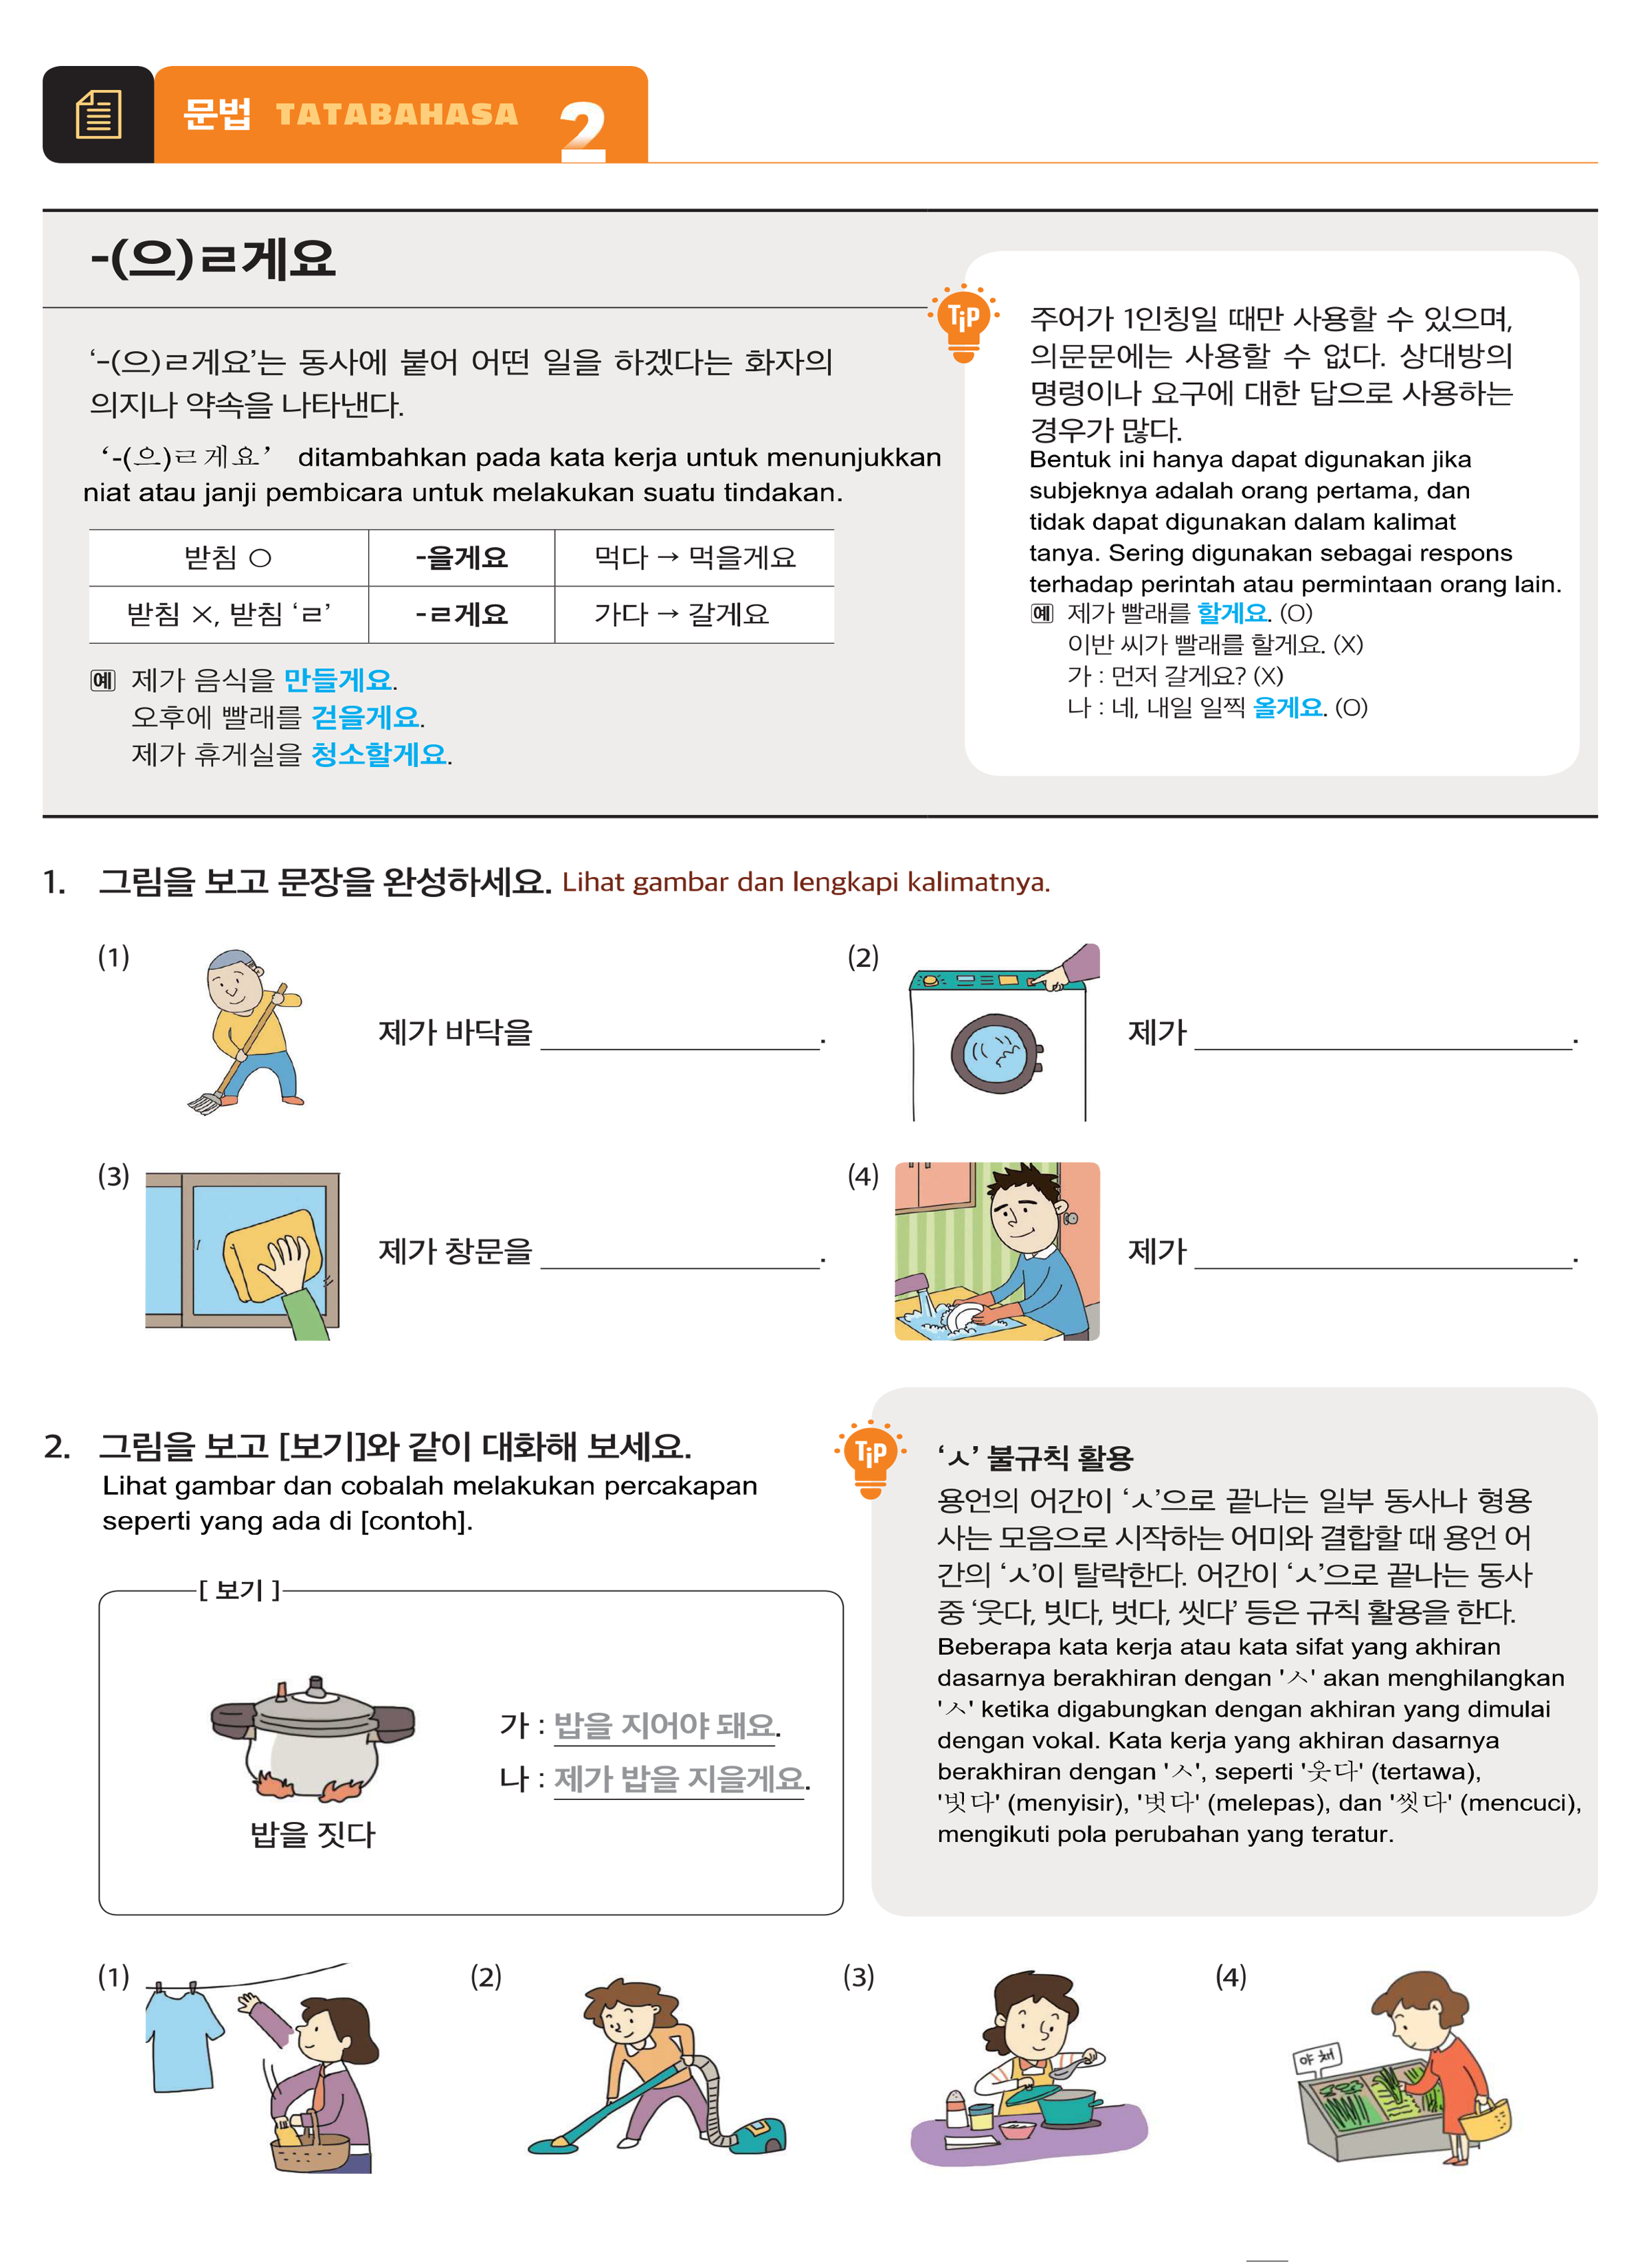 문법 TATABAHASA 2
-(으)ㄹ게요
‘-(으)ㄹ게요’는 동사에 붙어 어떤 일을 하겠다는 화자의
의지나 약속을 나타낸다.
‘-(으)ㄹ게요’ ditambahkan pada kata kerja untuk menunjukkan
niat atau janji pembicara untuk melakukan suatu tindakan.
받침 ○ -을게요 먹다 → 먹을게요
받침 ×, 받침 ‘ㄹ’ -ㄹ게요 가다 → 갈게요
예 제가 음식을 만들게요.
오후에 빨래를 걷을게요.
제가 휴게실을 청소할게요.
TiP
주어가 1인칭일 때만 사용할 수 있으며,
의문문에는 사용할 수 없다. 상대방의
명령이나 요구에 대한 답으로 사용하는
경우가 많다.
Bentuk ini hanya dapat digunakan jika
subjeknya adalah orang pertama, dan
tidak dapat digunakan dalam kalimat
tanya. Sering digunakan sebagai respons
terhadap perintah atau permintaan orang lain.
예 제가 빨래를 할게요. (O)
이반 씨가 빨래를 할게요. (X)
가 : 먼저 갈게요? (X)
나 : 네, 내일 일찍 올게요. (O)
1. 그림을 보고 문장을 완성하세요. Lihat gambar dan lengkapi kalimatnya.
(1) 제가 바닥을 .
(2) 제가 .
(3) 제가 창문을 .
(4) 제가 .
2. 그림을 보고 [보기]와 같이 대화해 보세요.
Lihat gambar dan cobalah melakukan percakapan
seperti yang ada di [contoh].
[ 보기 ]
가 : 밥을 지어야 돼요.
나 : 제가 밥을 지을게요.
밥을 짓다
TiP
‘ㅅ’ 불규칙 활용
용언의 어간이 ‘ㅅ’으로 끝나는 일부 동사나 형용
사는 모음으로 시작하는 어미와 결합할 때 용언 어
간의 ‘ㅅ’이 탈락한다. 어간이 ‘ㅅ’으로 끝나는 동사
중 ‘웃다, 빗다, 벗다, 씻다’ 등은 규칙 활용을 한다.
Beberapa kata kerja atau kata sifat yang akhiran
dasarnya berakhiran dengan 'ㅅ' akan menghilangkan
'ㅅ' ketika digabungkan dengan akhiran yang dimulai
dengan vokal. Kata kerja yang akhiran dasarnya
berakhiran dengan 'ㅅ', seperti '웃다' (tertawa),
'빗다' (menyisir), '벗다' (melepas), dan '씻다' (mencuci),
mengikuti pola perubahan yang teratur.
(1)
(2)
(3)
(4)
야채